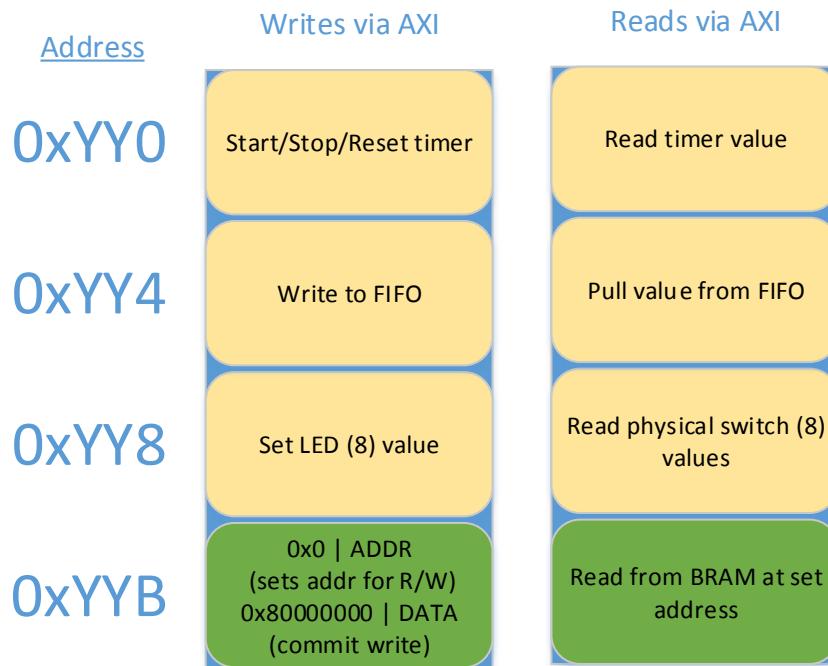 Address
Writes via AXI
Reads via AXI
0xYY0
Start/Stop/Reset timer
Read timer value
0xYY4
Write to FIFO
Pull value from FIFO
0xYY8
Set LED (8) value
Read physical switch (8)
values
0xYYB
0x0 | ADDR
(sets addr for R/W)
0x80000000 | DATA
(commit write)
Read from BRAM at set
address